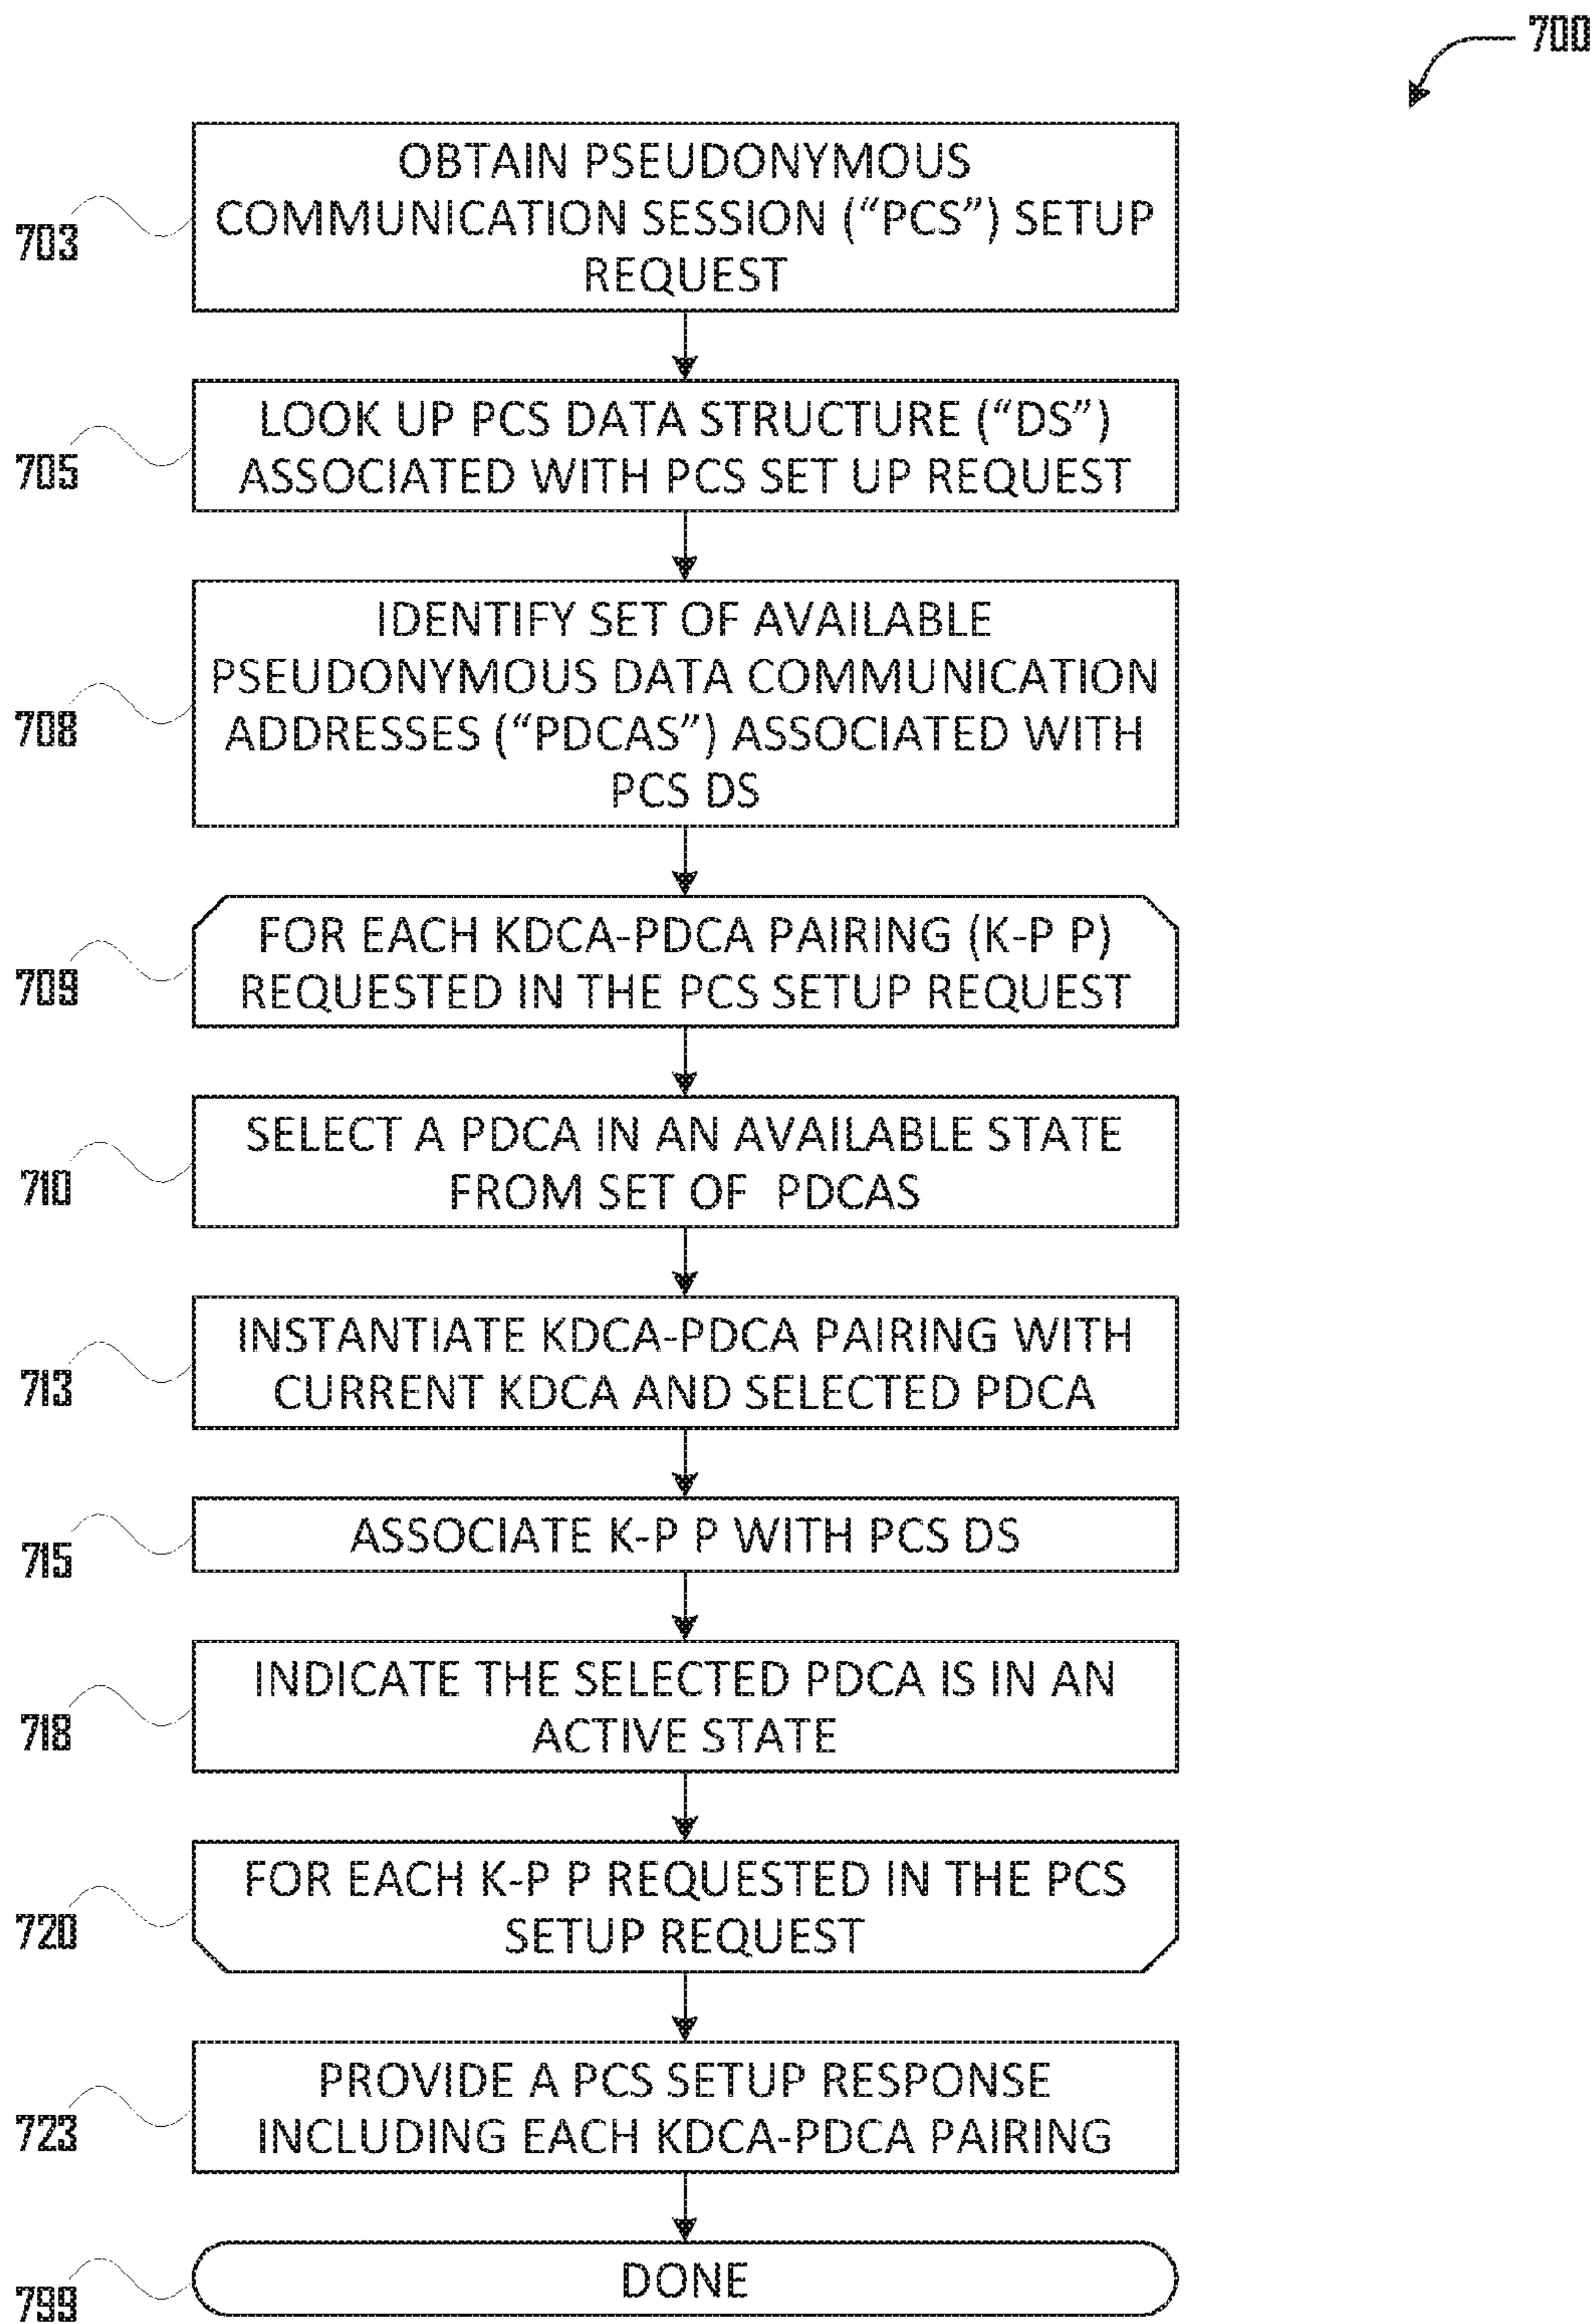 700
OBTAIN PSEUDONYMOUS
COMMUNICATION SESSION (“PCS”) SETUP
REQUEST
703
LOOK UP PCS DATA STRUCTURE (“DS”)
ASSOCIATED WITH PCS SET UP REQUEST
705
IDENTIFY SET OF AVAILABLE
PSEUDONYMOUS DATA COMMUNICATION
ADDRESSES (“PDCAS”) ASSOCIATED WITH
PCS DS
708
FOR EACH KDCA-PDCA PAIRING (K-P P)
REQUESTED IN THE PCS SETUP REQUEST
709
SELECT A PDCA IN AN AVAILABLE STATE
FROM SET OF PDCAS
710
INSTANTIATE KDCA-PDCA PAIRING WITH
CURRENT KDCA AND SELECTED PDCA
713
ASSOCIATE K-P P WITH PCS DS
715
INDICATE THE SELECTED PDCA IS IN AN
ACTIVE STATE
718
FOR EACH K-P P REQUESTED IN THE PCS
SETUP REQUEST
720
PROVIDE A PCS SETUP RESPONSE
INCLUDING EACH KDCA-PDCA PAIRING
723
DONE
799